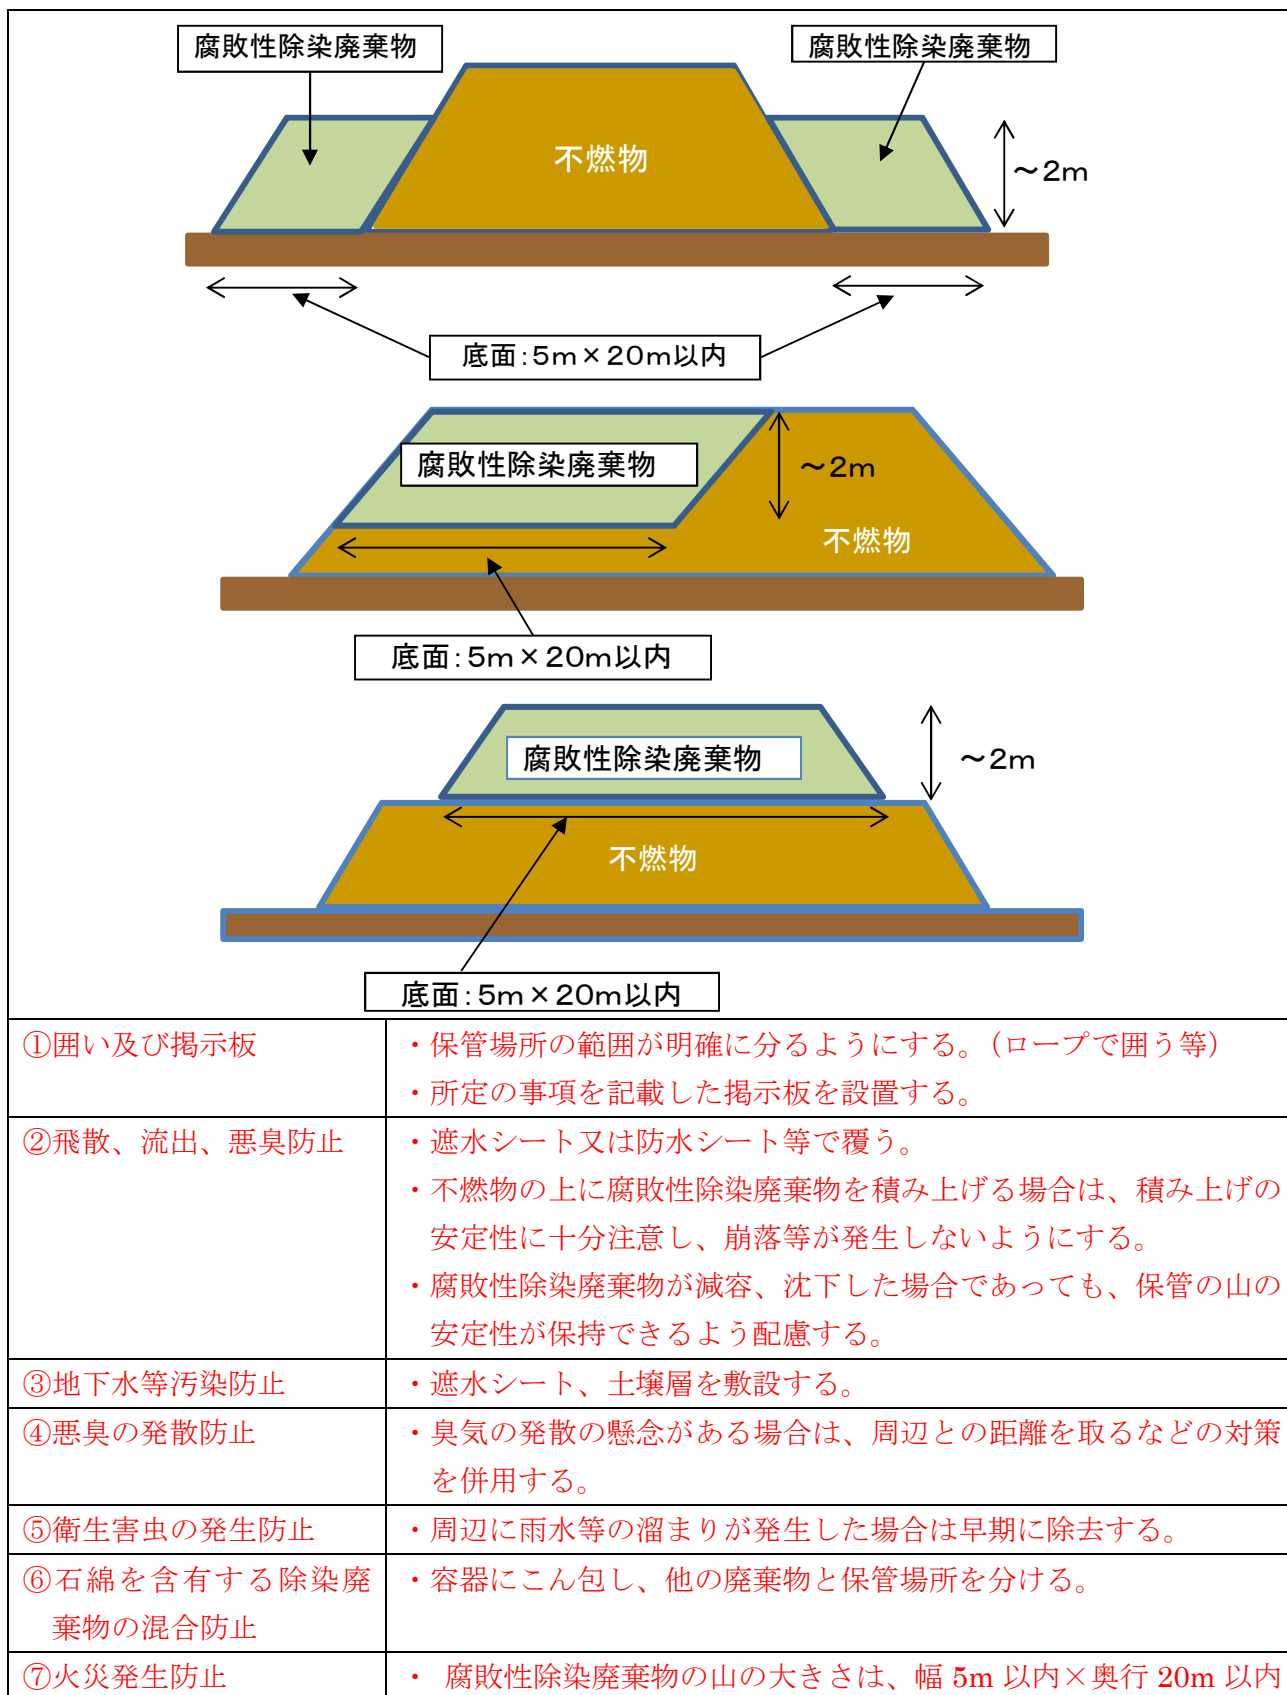 腐敗性除染廃棄物
腐敗性除染廃棄物
不燃物
～2m
底面:5m×20m以内
腐敗性除染廃棄物
～2m
不燃物
底面:5m×20m以内
腐敗性除染廃棄物
～2m
不燃物
底面:5m×20m以内
①囲い及び掲示板
・保管場所の範囲が明確に分るようにする。（ロープで囲う等）
・所定の事項を記載した掲示板を設置する。
②飛散、流出、悪臭防止
・遮水シート又は防水シート等で覆う。
・不燃物の上に腐敗性除染廃棄物を積み上げる場合は、積み上げの
安定性に十分注意し、崩落等が発生しないようにする。
・腐敗性除染廃棄物が減容、沈下した場合であっても、保管の山の
安定性が保持できるよう配慮する。
③地下水等汚染防止
・遮水シート、土壌層を敷設する。
④悪臭の発散防止
・臭気の発散の懸念がある場合は、周辺との距離を取るなどの対策
を併用する。
⑤衛生害虫の発生防止
・周辺に雨水等の溜まりが発生した場合は早期に除去する。
⑥石綿を含有する除染廃
棄物の混合防止
・容器にこん包し、他の廃棄物と保管場所を分ける。
⑦火災発生防止
・ 腐敗性除染廃棄物の山の大きさは、幅 5m 以内×奥行 20m 以内